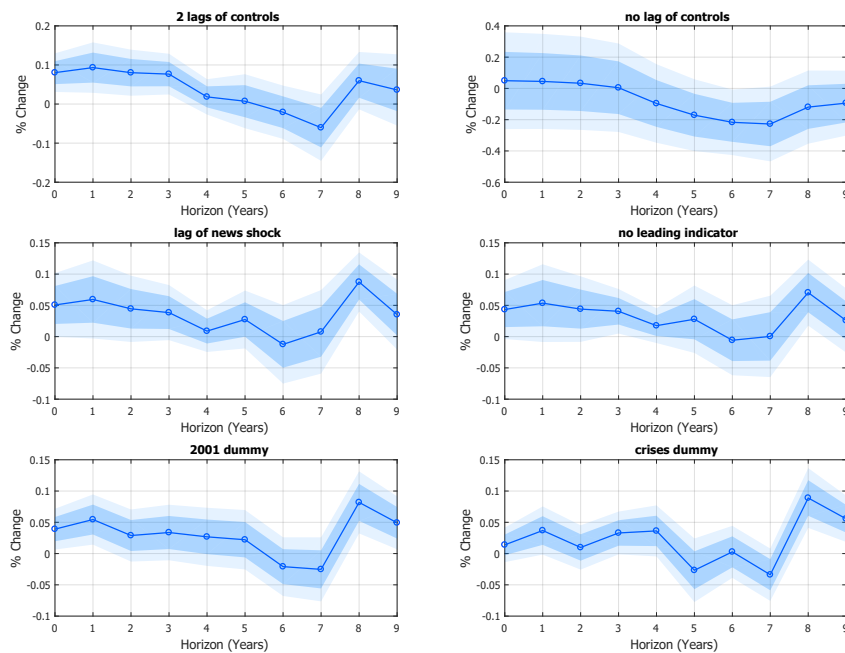 2 lags of controls
% Change
0.2
0.1
0
-0.1
-0.2
0 1 2 3 4 5 6 7 8 9
Horizon (Years)
no lag of controls
% Change
0.4
0.2
0
-0.2
-0.4
-0.6
0 1 2 3 4 5 6 7 8 9
Horizon (Years)
lag of news shock
% Change
0.15
0.1
0.05
0
-0.05
-0.1
0 1 2 3 4 5 6 7 8 9
Horizon (Years)
no leading indicator
% Change
0.15
0.1
0.05
0
-0.05
-0.1
0 1 2 3 4 5 6 7 8 9
Horizon (Years)
2001 dummy
% Change
0.15
0.1
0.05
0
-0.05
-0.1
0 1 2 3 4 5 6 7 8 9
Horizon (Years)
crises dummy
% Change
0.15
0.1
0.05
0
-0.05
-0.1
0 1 2 3 4 5 6 7 8 9
Horizon (Years)